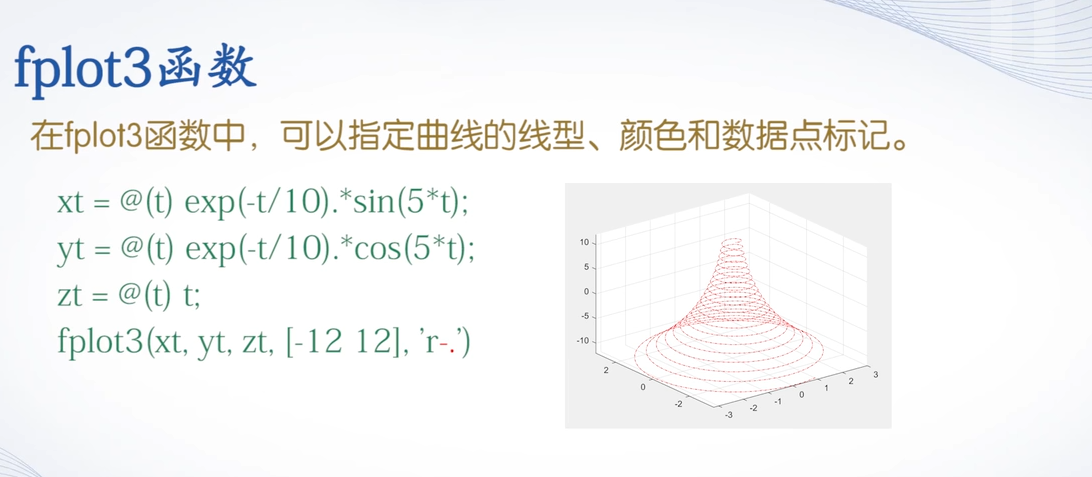 fplot3函数
在fplot3函数中，可以指定曲线的线型、颜色和数据点标记。
xt = @(t) exp(-t/10).*sin(5*t);
yt = @(t) exp(-t/10).*cos(5*t);
zt = @(t) t;
fplot3(xt, yt, zt, [-12 12], 'r-.')
10
5
0
-5
-10
2
0
-2
-3
-2
-1
0
1
2
3